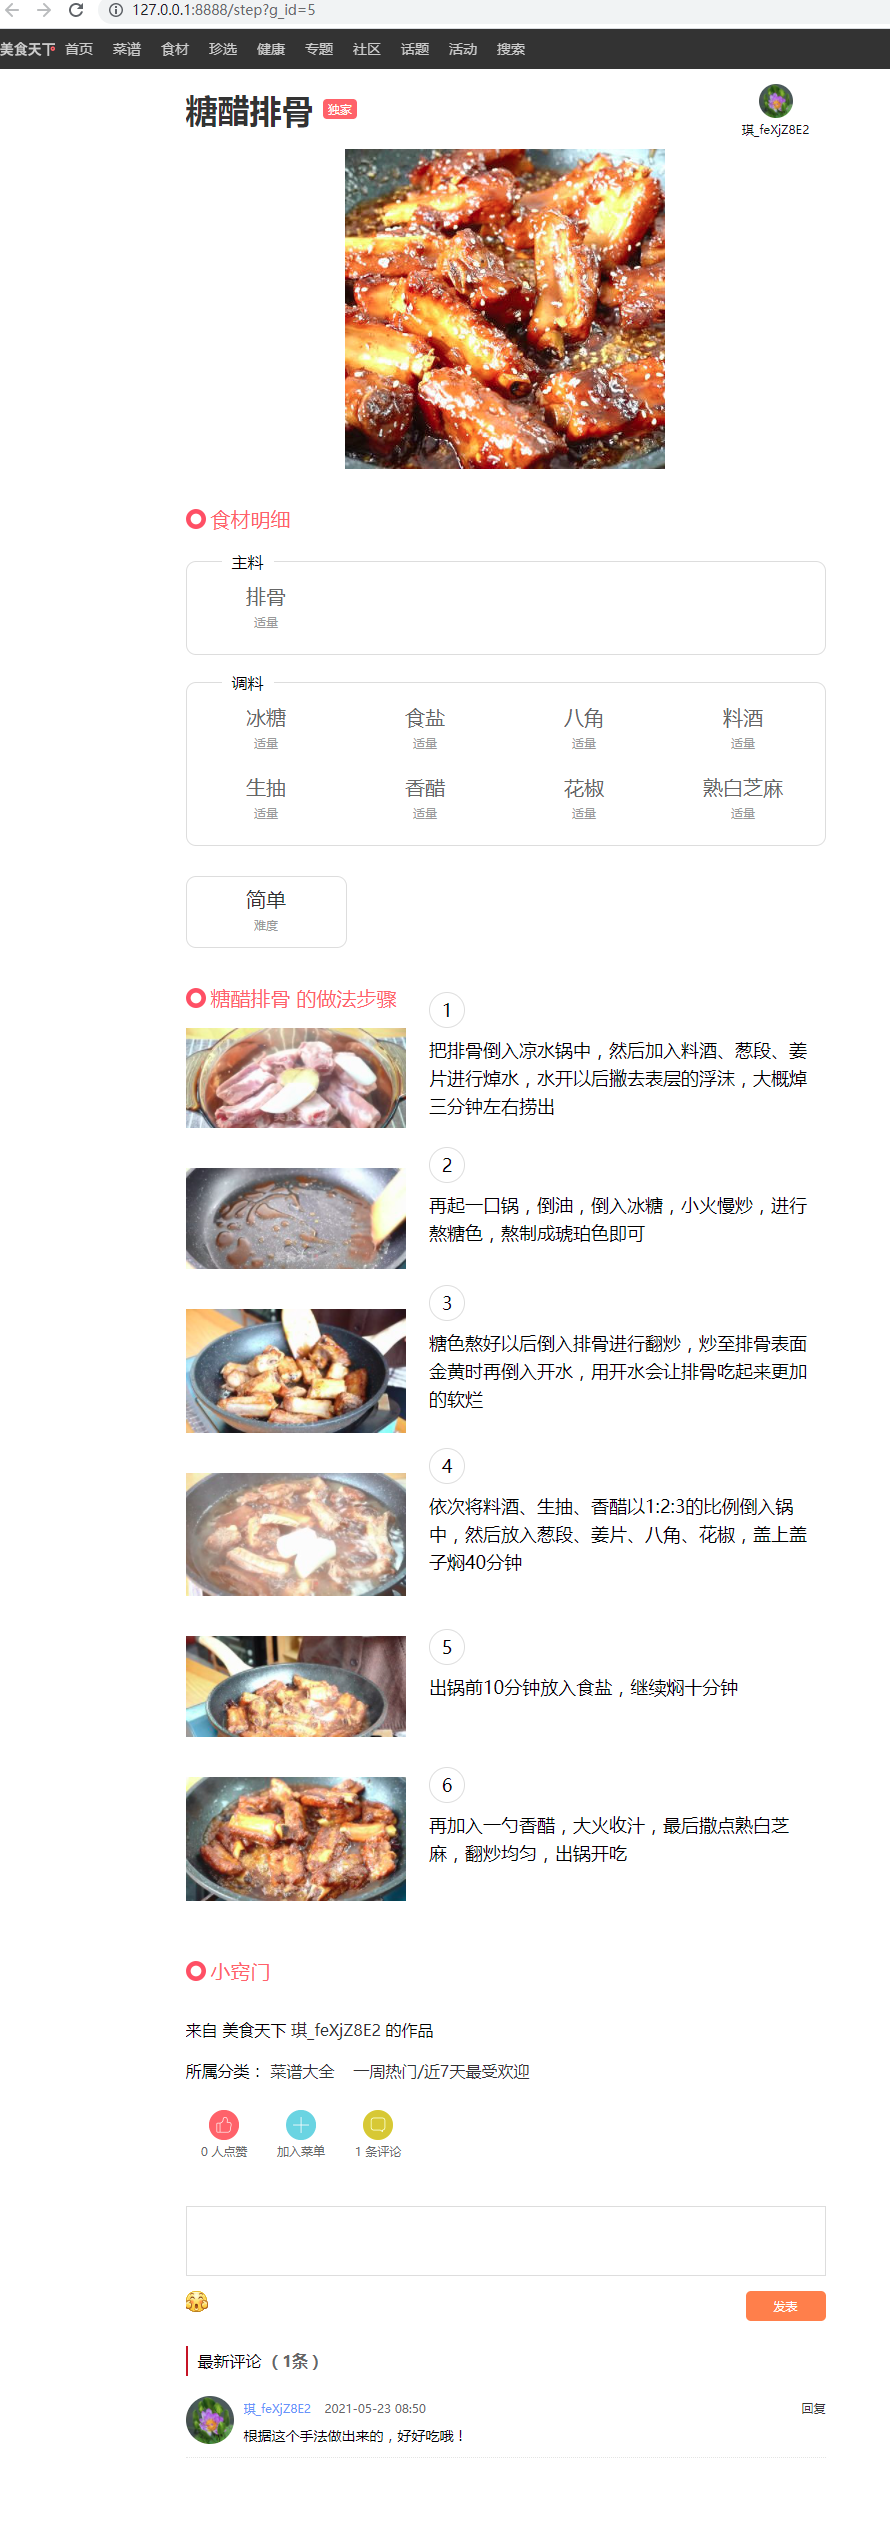 127.0.0.1:8888/step?g_id=5
美食天下 首页 菜谱 食材 珍选 健康 专题 社区 话题 活动 搜索
糖醋排骨 独家
琪_feXjZ8E2
食材明细
主料
排骨
适量
调料
冰糖 食盐 八角 料酒
适量 适量 适量 适量
生抽 香醋 花椒 熟白芝麻
适量 适量 适量 适量
简单
难度
糖醋排骨 的做法步骤
1
把排骨倒入凉水锅中，然后加入料酒、葱段、姜
片进行焯水，水开以后撇去表层的浮沫，大概焯
三分钟左右捞出
2
再起一口锅，倒油，倒入冰糖，小火慢炒，进行
熬糖色，熬制成琥珀色即可
3
糖色熬好以后倒入排骨进行翻炒，炒至排骨表面
金黄时再倒入开水，用开水会让排骨吃起来更加
的软烂
4
依次将料酒、生抽、香醋以1:2:3的比例倒入锅
中，然后放入葱段、姜片、八角、花椒，盖上盖
子焖40分钟
5
出锅前10分钟放入食盐，继续焖十分钟
6
再加入一勺香醋，大火收汁，最后撒点熟白芝
麻，翻炒均匀，出锅开吃
小窍门
来自 美食天下 琪_feXjZ8E2 的作品
所属分类： 菜谱大全 一周热门/近7天最受欢迎
0 人点赞 加入菜单 1 条评论
发表
最新评论 （1条）
琪_feXjZ8E2 2021-05-23 08:50 回复
根据这个手法做出来的，好好吃哦！